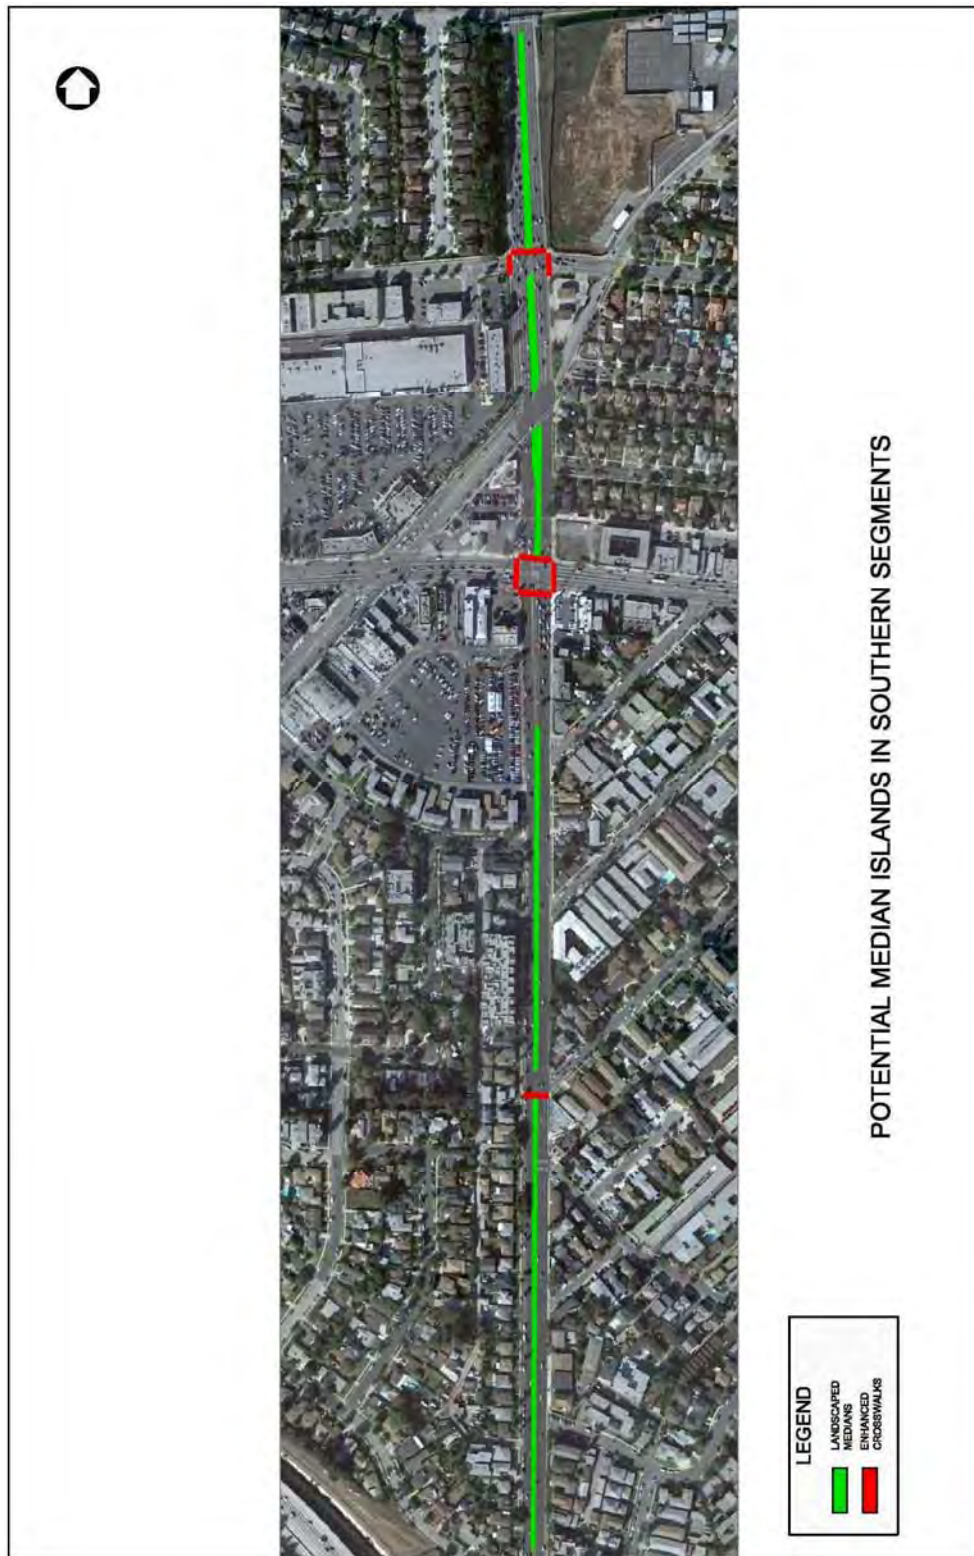 POTENTIAL MEDIAN ISLANDS IN SOUTHERN SEGMENTS
LEGEND
LANDSCAPED
MEDIANS
ENHANCED
CROSSWALKS